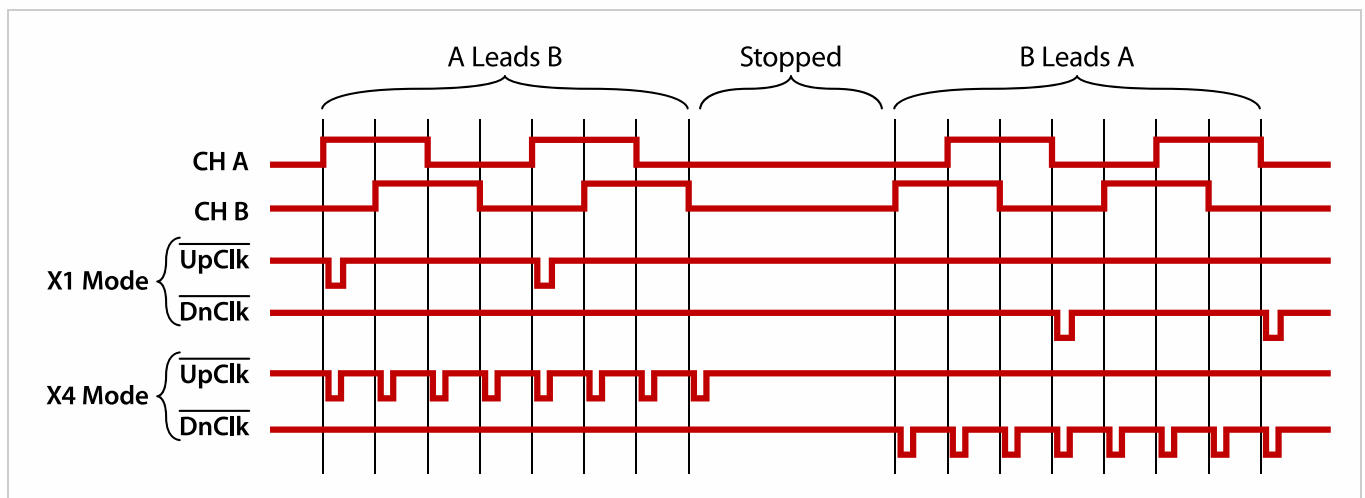 A Leads B
Stopped
B Leads A
CH A
CH B
X1 Mode
UpClk
DnClk
X4 Mode
UpClk
DnClk